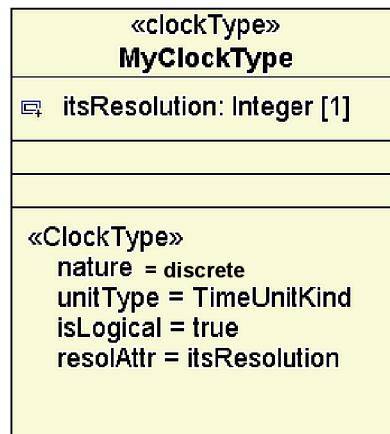 «clockType»
MyClockType
itsResolution: Integer [1]
«ClockType»
nature = discrete
unitType = TimeUnitKind
isLogical = true
resolAttr = itsResolution